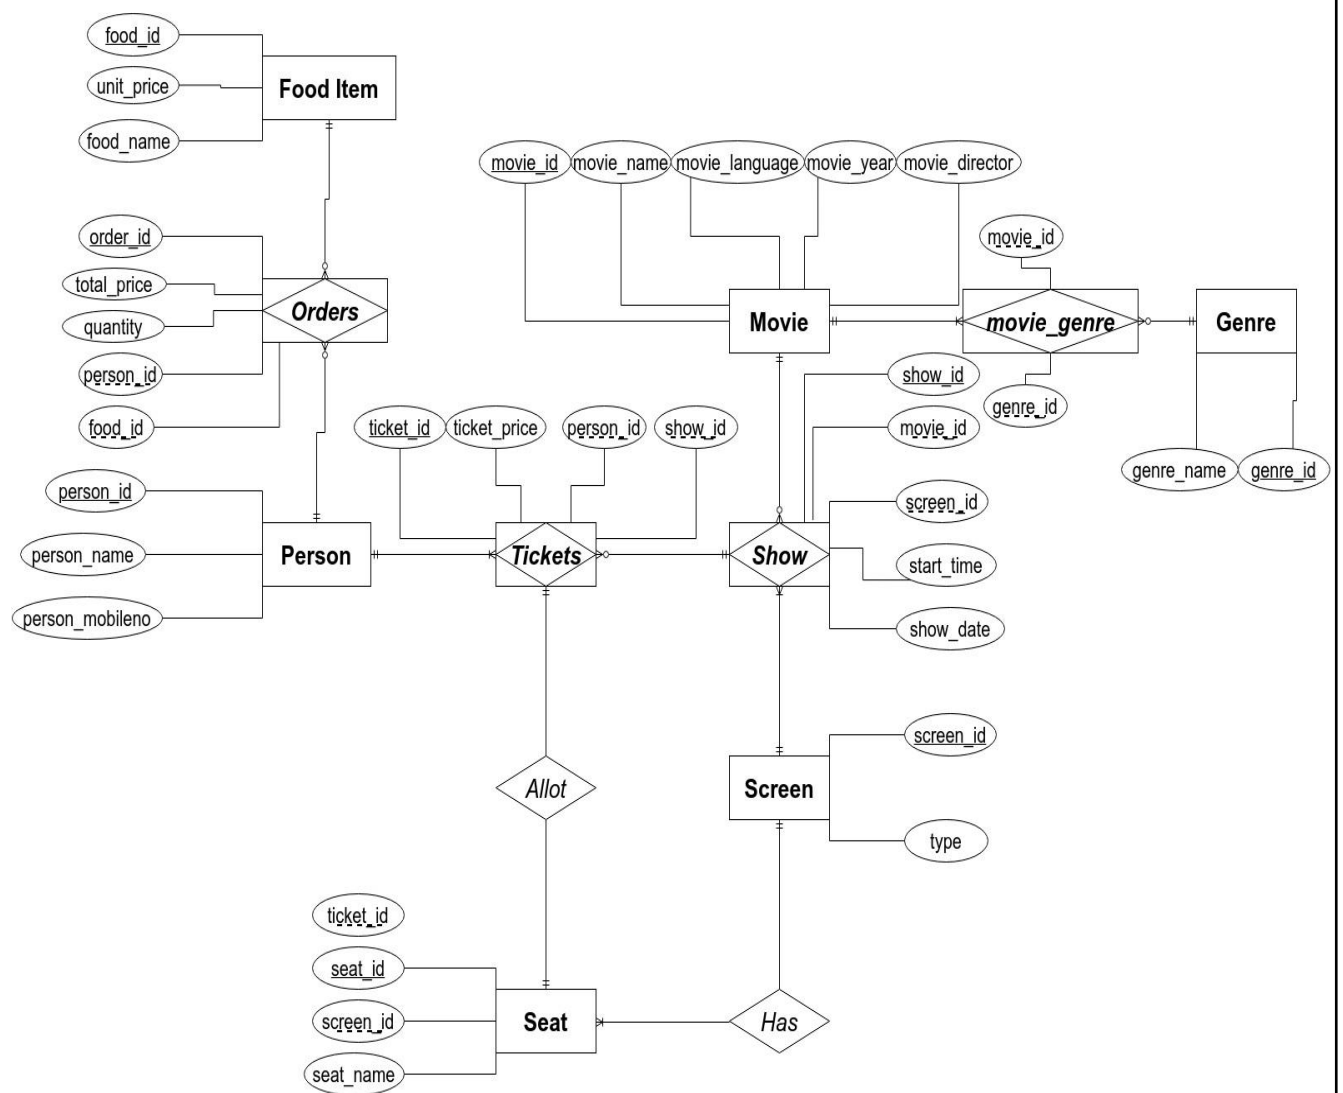 food_id
unit_price
Food Item
food_name
movie_id
movie_name
movie_language
movie_year
movie_director
order_id
total_price
quantity
person_id
food_id
Orders
movie_id
Movie
movie_genre
Genre
show_id
genre_id
movie_id
genre_name
genre_id
ticket_id
ticket_price
person_id
show_id
person_id
person_name
person_mobileno
Person
Tickets
Show
screen_id
start_time
show_date
screen_id
Screen
type
Allot
ticket_id
seat_id
screen_id
seat_name
Seat
Has